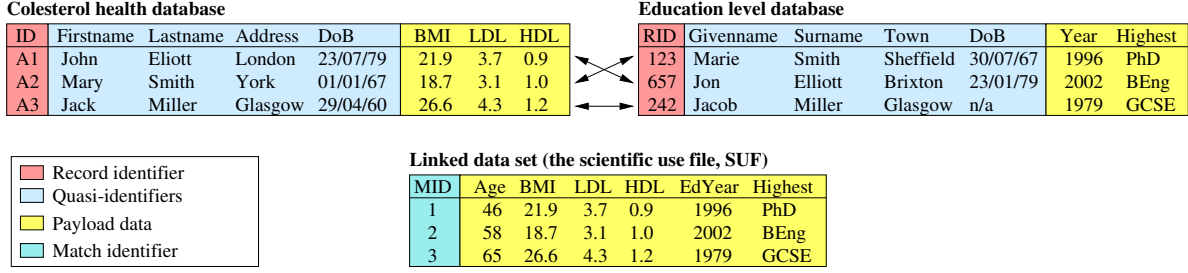 Colesterol health database
ID Firstname Lastname Address DoB BMI LDL HDL
A1 John Eliott London 23/07/79 21.9 3.7 0.9
A2 Mary Smith York 01/01/67 18.7 3.1 1.0
A3 Jack Miller Glasgow 29/04/60 26.6 4.3 1.2
Education level database
RID Givenname Surname Town DoB Year Highest
123 Marie Smith Sheffield 30/07/67 1996 PhD
657 Jon Elliott Brixton 23/01/79 2002 BEng
242 Jacob Miller Glasgow n/a 1979 GCSE
Record identifier
Quasi-identifiers
Payload data
Match identifier
Linked data set (the scientific use file, SUF)
MID Age BMI LDL HDL EdYear Highest
1 46 21.9 3.7 0.9 1996 PhD
2 58 18.7 3.1 1.0 2002 BEng
3 65 26.6 4.3 1.2 1979 GCSE